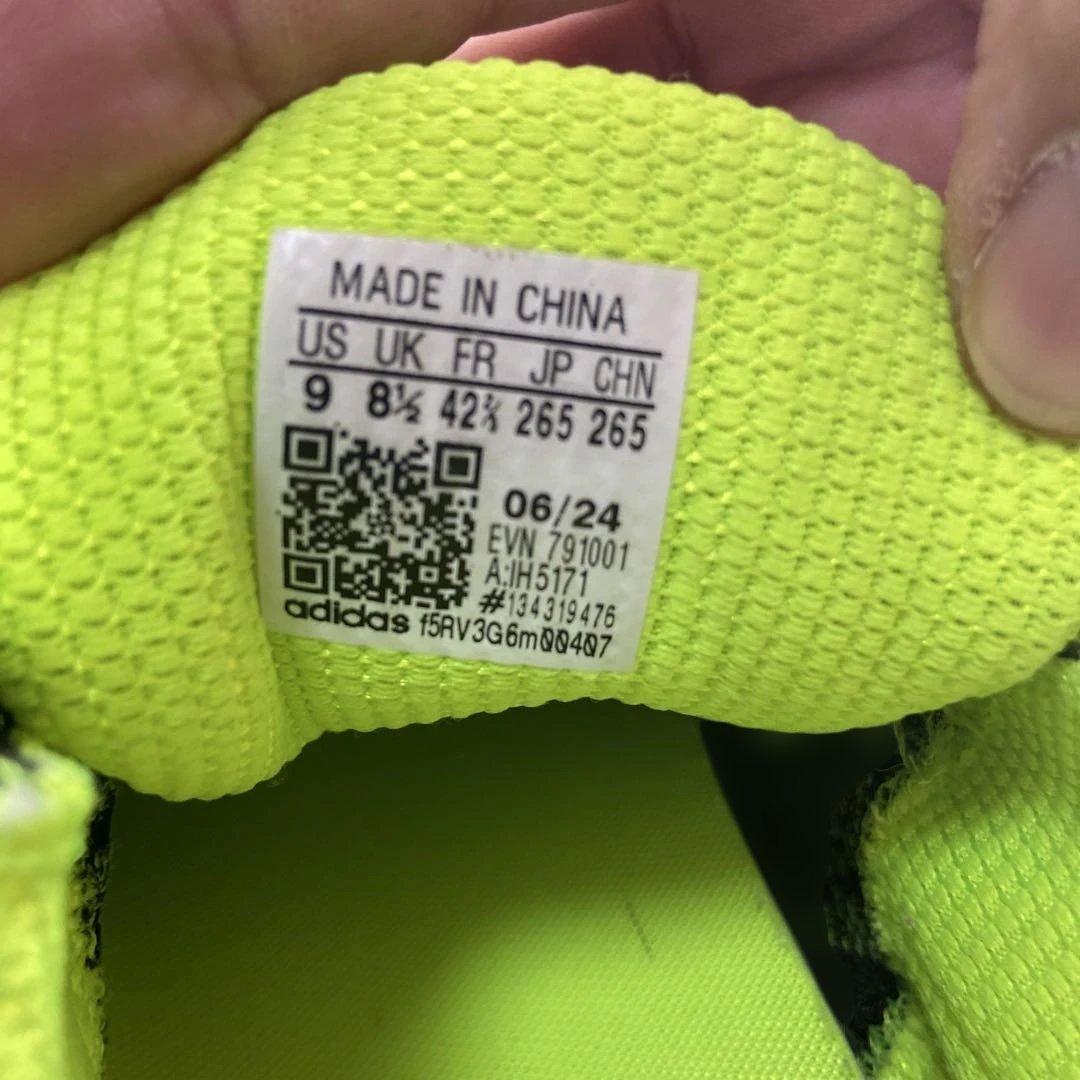 MADE IN CHINA
US UK FR JP CHN
9 8½ 42⅔ 265 265
06/24
EVN 791001
A:IH5171
#134319476
adidas f5RV3G6m00407